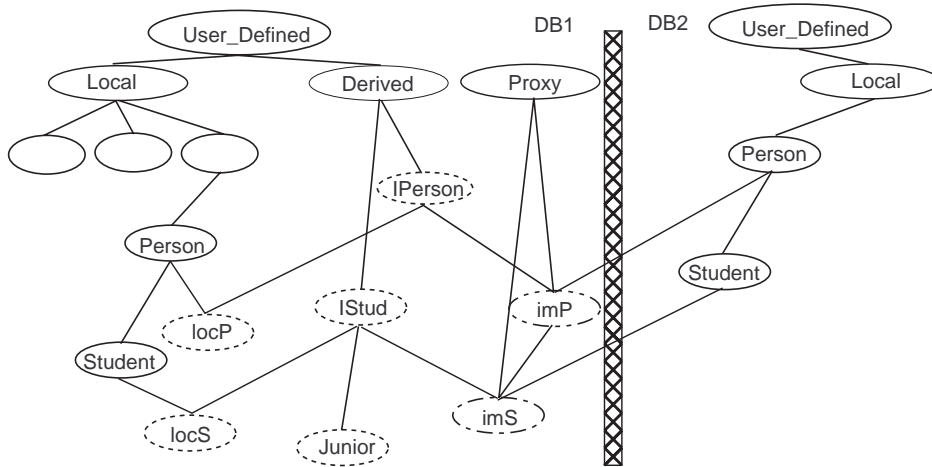 User_Defined
DB1
DB2
User_Defined
Local
Derived
Proxy
Local
Person
IPerson
Person
Student
locP
IStud
imP
Student
locS
Junior
imS